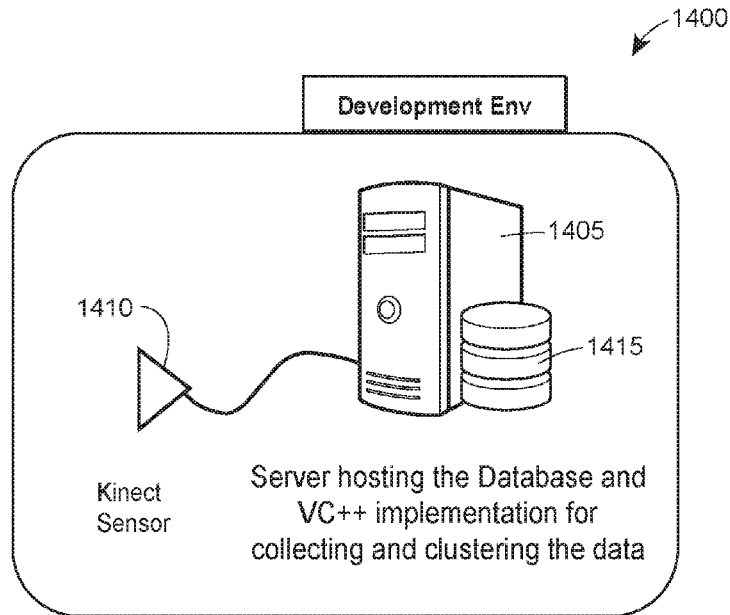 1400
Development Env
1405
1410
1415
Kinect
Sensor
Server hosting the Database and
VC++ implementation for
collecting and clustering the data